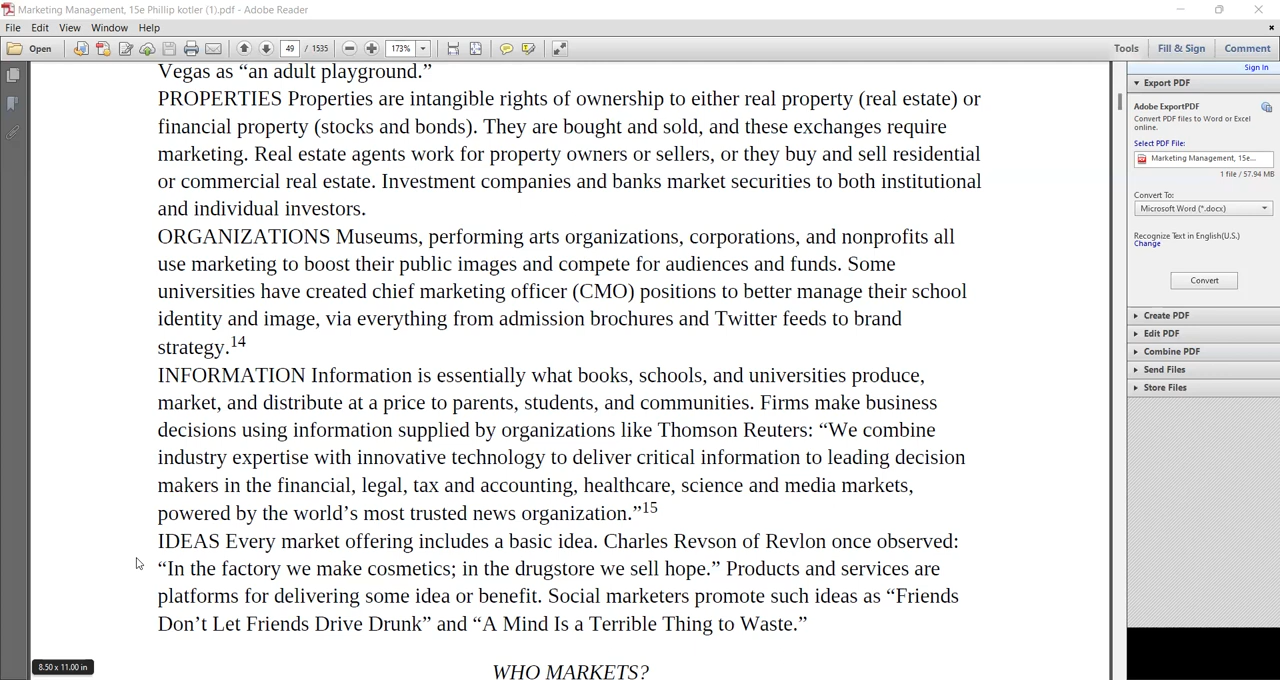 Marketing Management, 15e Phillip kotler (1).pdf - Adobe Reader
File Edit View Window Help
Open 49 / 1535 173% Tools Fill & Sign Comment
Sign In
Vegas as “an adult playground.”
PROPERTIES Properties are intangible rights of ownership to either real property (real estate) or
financial property (stocks and bonds). They are bought and sold, and these exchanges require
marketing. Real estate agents work for property owners or sellers, or they buy and sell residential
or commercial real estate. Investment companies and banks market securities to both institutional
and individual investors.
ORGANIZATIONS Museums, performing arts organizations, corporations, and nonprofits all
use marketing to boost their public images and compete for audiences and funds. Some
universities have created chief marketing officer (CMO) positions to better manage their school
identity and image, via everything from admission brochures and Twitter feeds to brand
strategy.14
INFORMATION Information is essentially what books, schools, and universities produce,
market, and distribute at a price to parents, students, and communities. Firms make business
decisions using information supplied by organizations like Thomson Reuters: “We combine
industry expertise with innovative technology to deliver critical information to leading decision
makers in the financial, legal, tax and accounting, healthcare, science and media markets,
powered by the world’s most trusted news organization.”15
IDEAS Every market offering includes a basic idea. Charles Revson of Revlon once observed:
“In the factory we make cosmetics; in the drugstore we sell hope.” Products and services are
platforms for delivering some idea or benefit. Social marketers promote such ideas as “Friends
Don’t Let Friends Drive Drunk” and “A Mind Is a Terrible Thing to Waste.”
WHO MARKETS?
8.50 x 11.00 in
Export PDF
Adobe ExportPDF
Convert PDF files to Word or Excel
online.
Select PDF File:
Marketing Management, 15e...
1 file / 57.94 MB
Convert To:
Microsoft Word (*.docx)
Recognize Text in English(U.S.)
Change
Convert
Create PDF
Edit PDF
Combine PDF
Send Files
Store Files